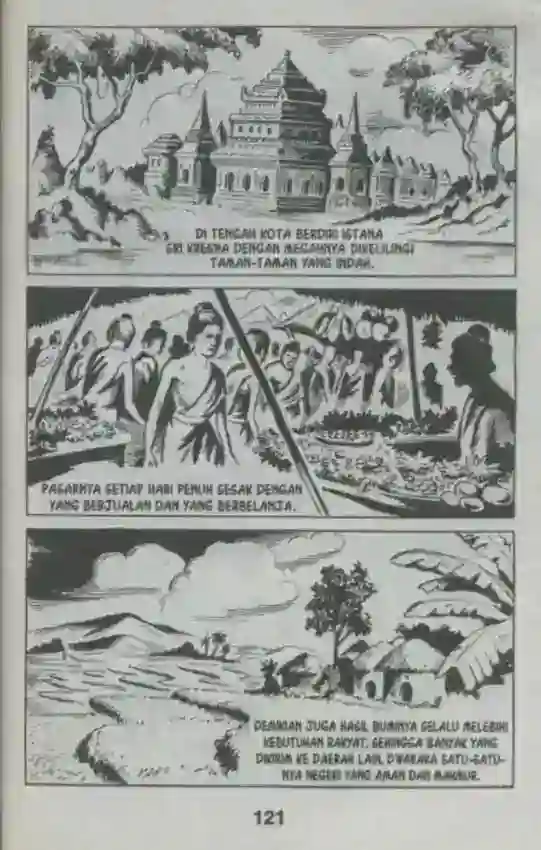 DI TENGAH KOTA BERDIRI ISTANA
SRI KRESNA DENGAN MEGAHNYA DIKELILINGI
TAMAN-TAMAN YANG INDAH.
PASARNYA SETIAP HARI PENUH SESAK DENGAN
YANG BERJUALAN DAN YANG BERBELANJA.
DEMIKIAN JUGA HASIL BUMINYA SELALU MELEBIHI
KEBUTUHAN RAKYAT, SEHINGGA BANYAK YANG
DIKIRIM KE DAERAH LAIN, DWARAKA SATU-SATU-
NYA NEGERI YANG AMAN DAN MAKMUR.
121